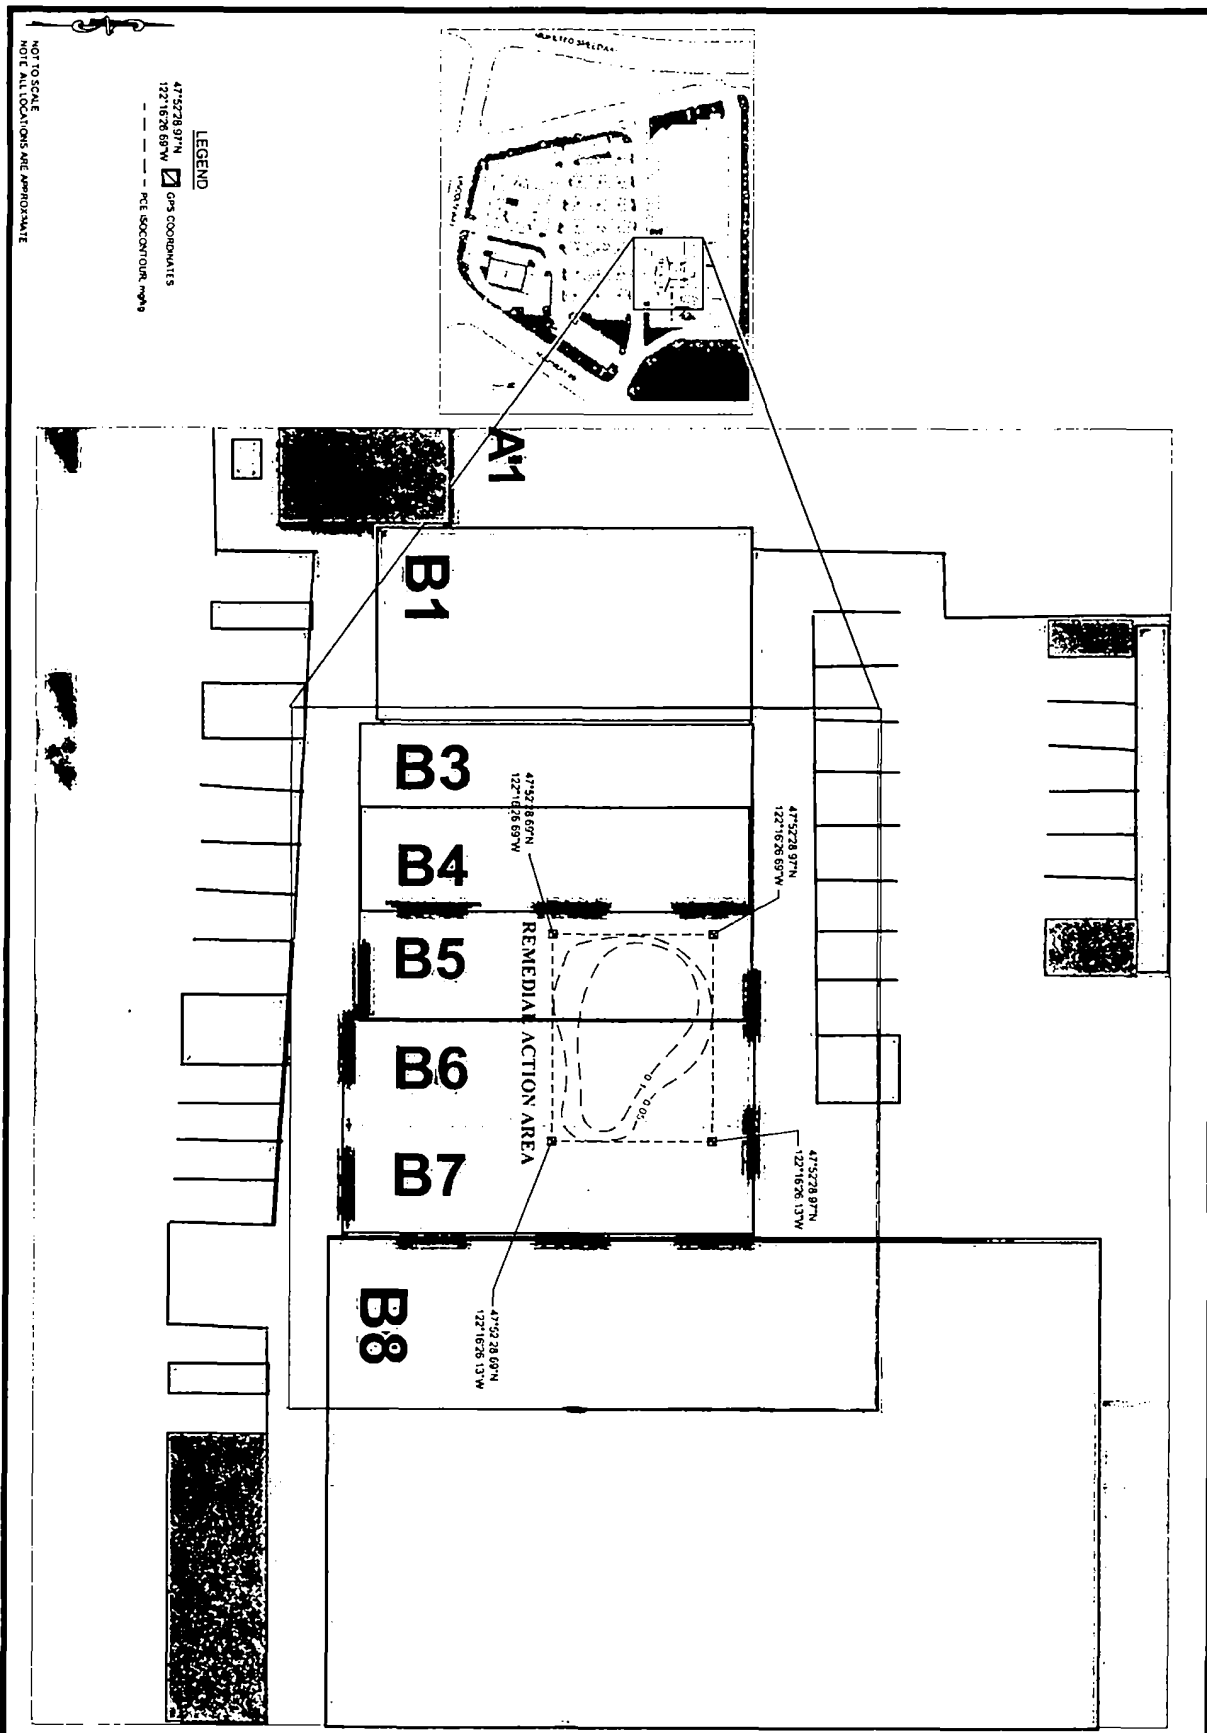 A1
B1
B3
B4
B5
B6
B7
B8
47°52'28.69"N
122°16'26.69"W
47°52'28.97"N
122°16'26.69"W
47°52'28.97"N
122°16'26.13"W
47°52'28.69"N
122°16'26.13"W
REMEDIAL ACTION AREA
0.1
0.05
LEGEND
47°52'28.97"N
122°16'26.69"W
GPS COORDINATES
PCE ISOCONTOUR, mg/kg
NOT TO SCALE
NOTE: ALL LOCATIONS ARE APPROXIMATE